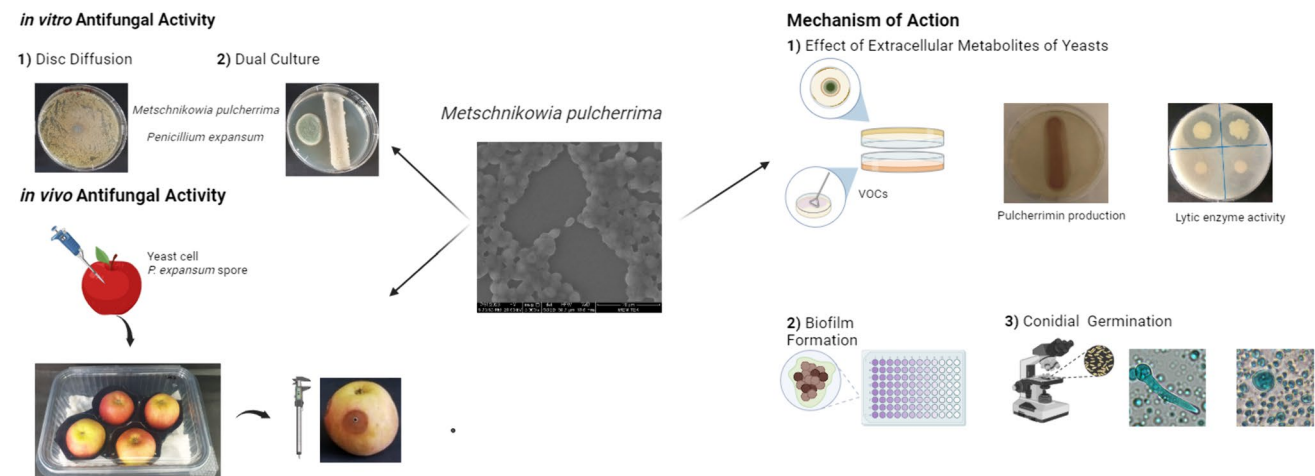 in vitro Antifungal Activity
1) Disc Diffusion
2) Dual Culture
Metschnikowia pulcherrima
Penicillium expansum
in vivo Antifungal Activity
Yeast cell
P. expansum spore
Metschnikowia pulcherrima
Mechanism of Action
1) Effect of Extracellular Metabolites of Yeasts
VOCs
Pulcherrimin production
Lytic enzyme activity
2) Biofilm
Formation
3) Conidial Germination